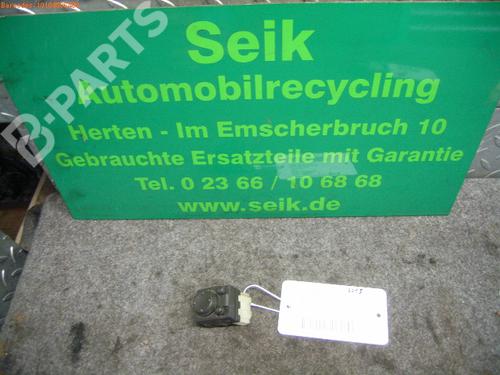 Seik
Automobilrecycling
Herten - Im Emscherbruch 10
Gebrauchte Ersatzteile mit Garantie
Tel. 0 23 66 / 10 68 68
www.seik.de
B-PARTS